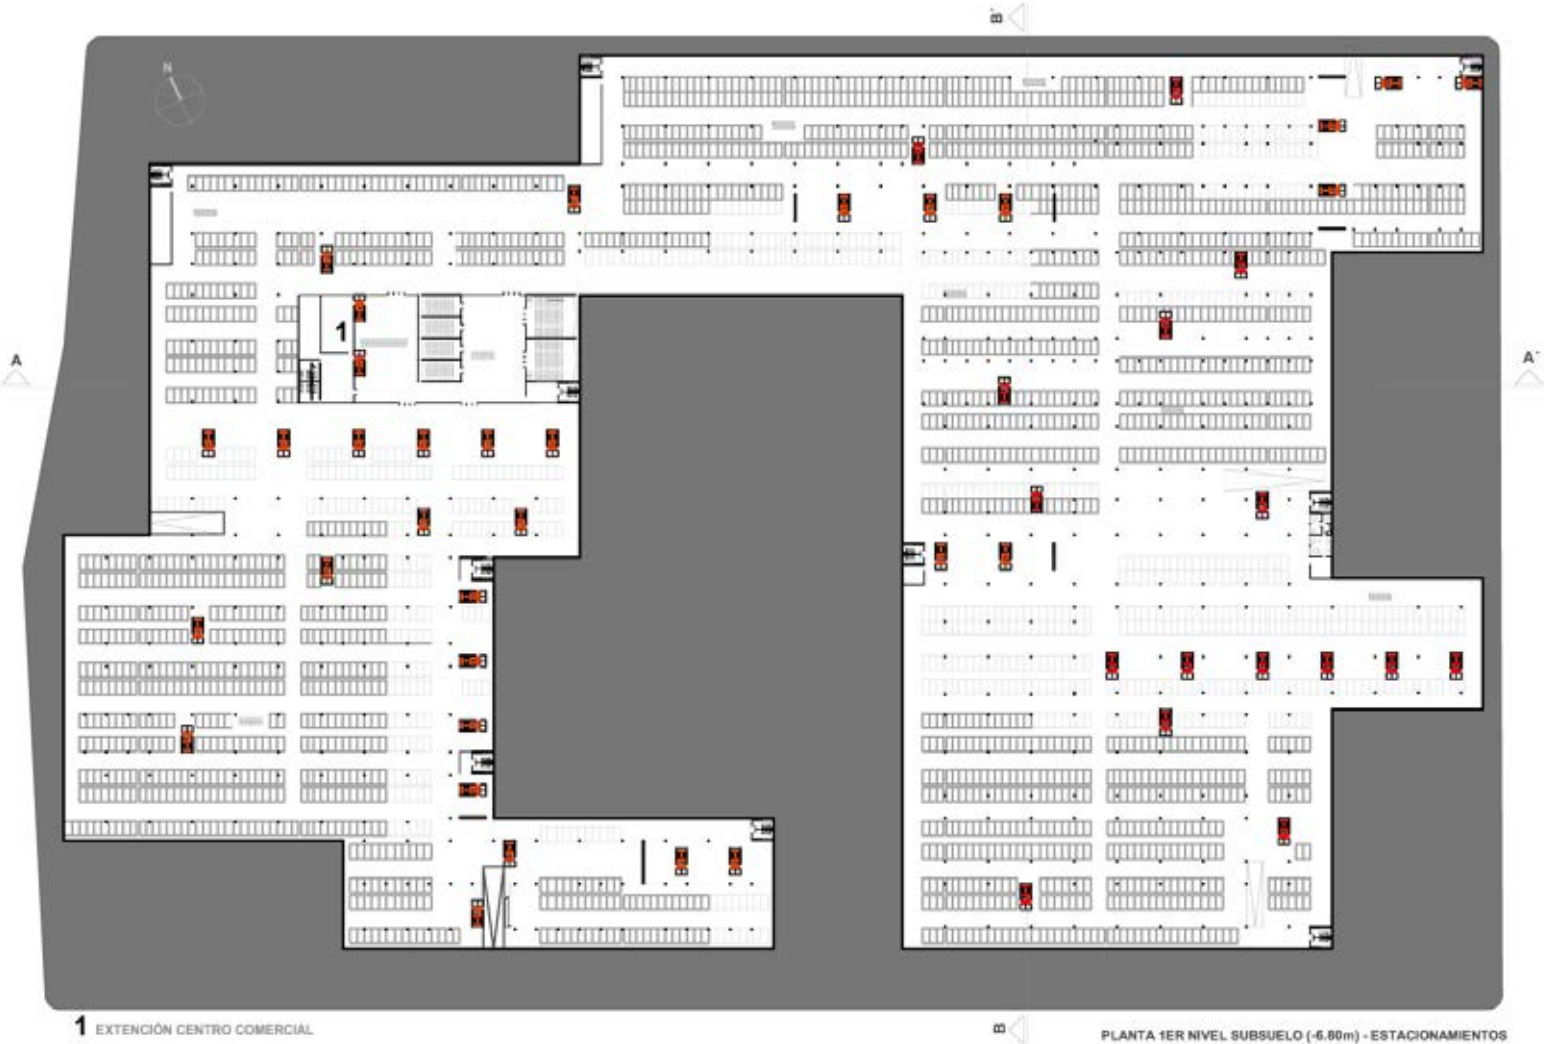 B'
N
1
A
A'
1 EXTENCIÓN CENTRO COMERCIAL
B
PLANTA 1ER NIVEL SUBSUELO (-6.80m) - ESTACIONAMIENTOS